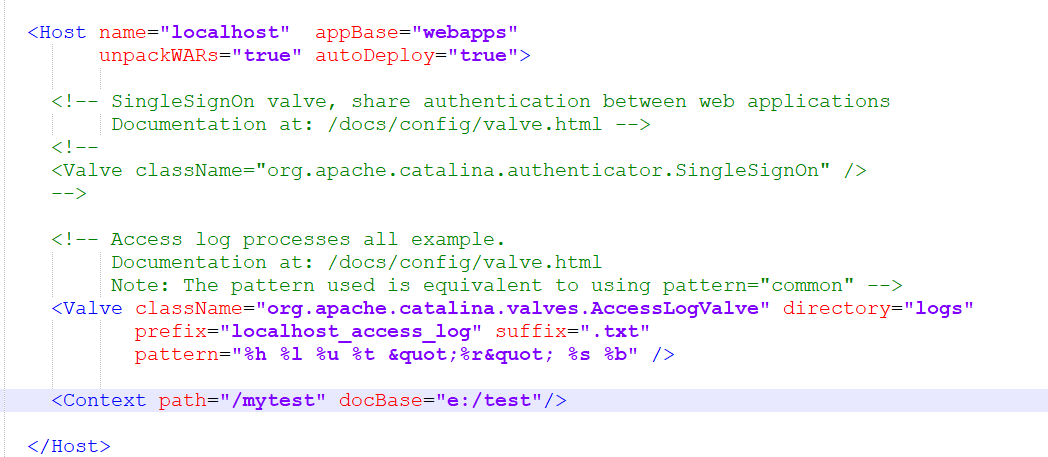 <Host name="localhost"  appBase="webapps"
      unpackWARs="true" autoDeploy="true">
  <!-- SingleSignOn valve, share authentication between web applications
       Documentation at: /docs/config/valve.html -->
  <!--
  <Valve className="org.apache.catalina.authenticator.SingleSignOn" />
  -->
  <!-- Access log processes all example.
       Documentation at: /docs/config/valve.html
       Note: The pattern used is equivalent to using pattern="common" -->
  <Valve className="org.apache.catalina.valves.AccessLogValve" directory="logs"
         prefix="localhost_access_log" suffix=".txt"
         pattern="%h %l %u %t &quot;%r&quot; %s %b" />
  <Context path="/mytest" docBase="e:/test"/>
</Host>